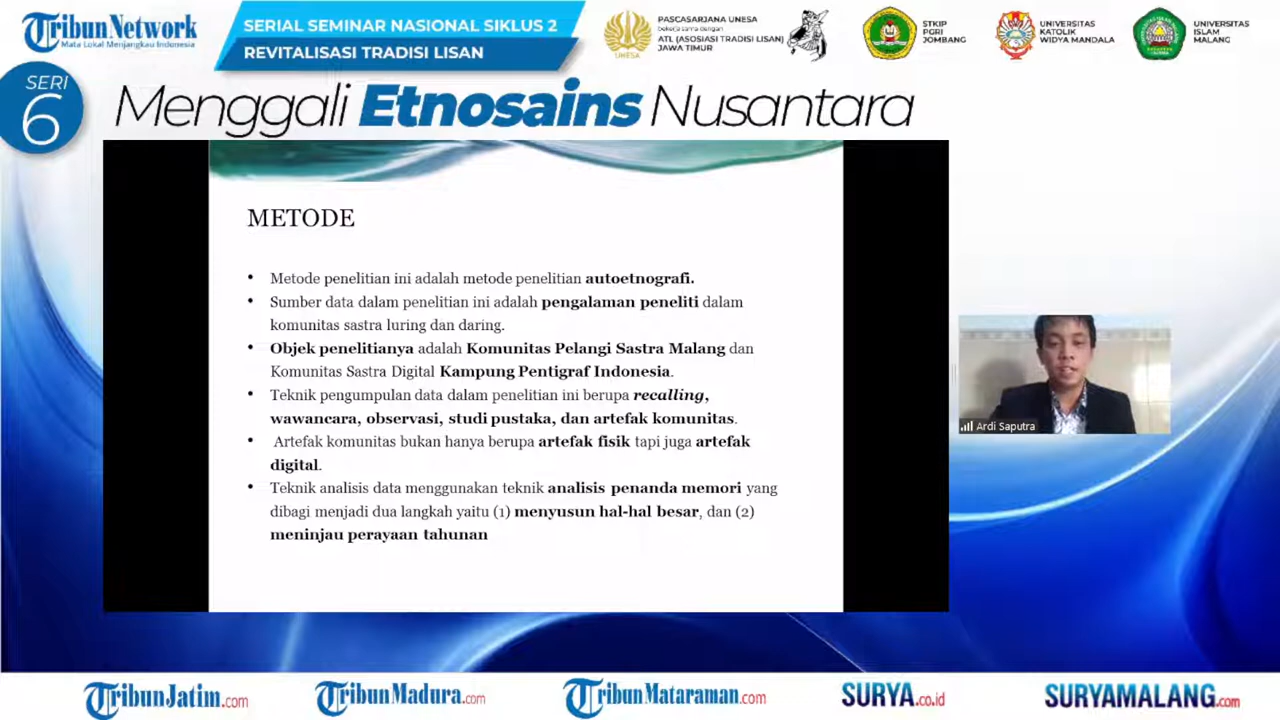 Tribun Network
Mata Lokal Menjangkau Indonesia
SERIAL SEMINAR NASIONAL SIKLUS 2
REVITALISASI TRADISI LISAN
UNESA
PASCASARJANA UNESA
bekerja sama dengan
ATL (ASOSIASI TRADISI LISAN)
JAWA TIMUR
STKIP
PGRI
JOMBANG
UNIVERSITAS
KATOLIK
WIDYA MANDALA
UNIVERSITAS
ISLAM
MALANG
SERI
6
Menggali Etnosains Nusantara
METODE
• Metode penelitian ini adalah metode penelitian autoetnografi.
• Sumber data dalam penelitian ini adalah pengalaman peneliti dalam
komunitas sastra luring dan daring.
• Objek penelitianya adalah Komunitas Pelangi Sastra Malang dan
Komunitas Sastra Digital Kampung Pentigraf Indonesia.
• Teknik pengumpulan data dalam penelitian ini berupa recalling,
wawancara, observasi, studi pustaka, dan artefak komunitas.
• Artefak komunitas bukan hanya berupa artefak fisik tapi juga artefak
digital.
• Teknik analisis data menggunakan teknik analisis penanda memori yang
dibagi menjadi dua langkah yaitu (1) menyusun hal-hal besar, dan (2)
meninjau perayaan tahunan
Ardi Saputra
TribunJatim.com
TribunMadura.com
TribunMataraman.com
SURYA.co.id
SURYAMALANG.com